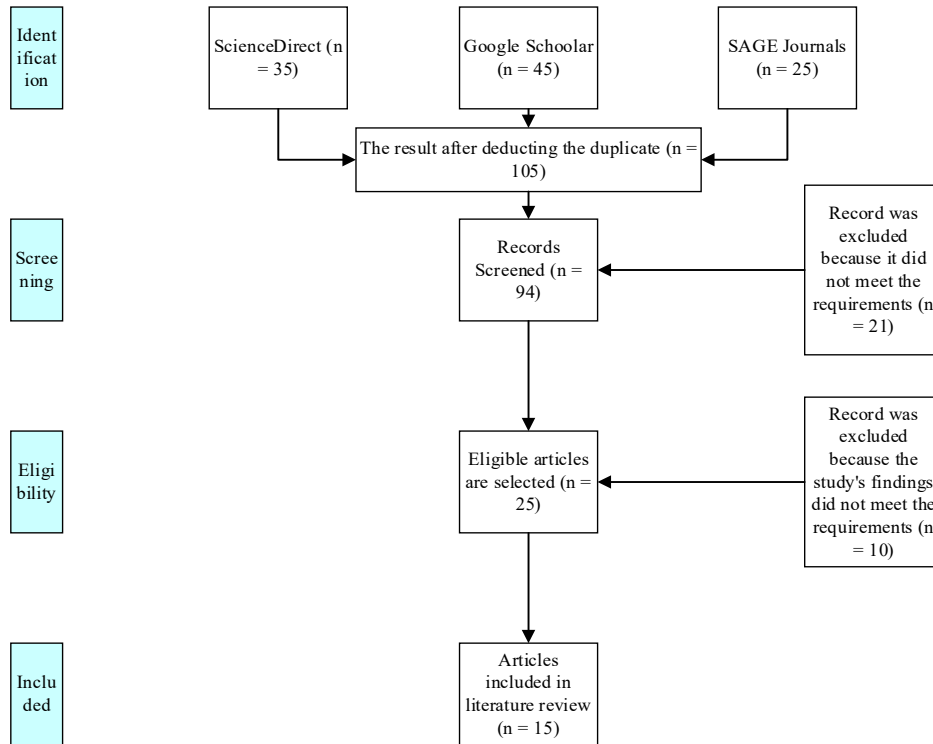 Ident
ificat
ion
ScienceDirect (n
= 35)
Google Schoolar
(n = 45)
SAGE Journals
(n = 25)
The result after deducting the duplicate (n =
105)
Scree
ning
Records
Screened (n =
94)
Record was
excluded
because it did
not meet the
requirements (n
= 21)
Eligi
bility
Eligible articles
are selected (n =
25)
Record was
excluded
because the
study's findings
did not meet the
requirements (n
= 10)
Inclu
ded
Articles
included in
literature review
(n = 15)